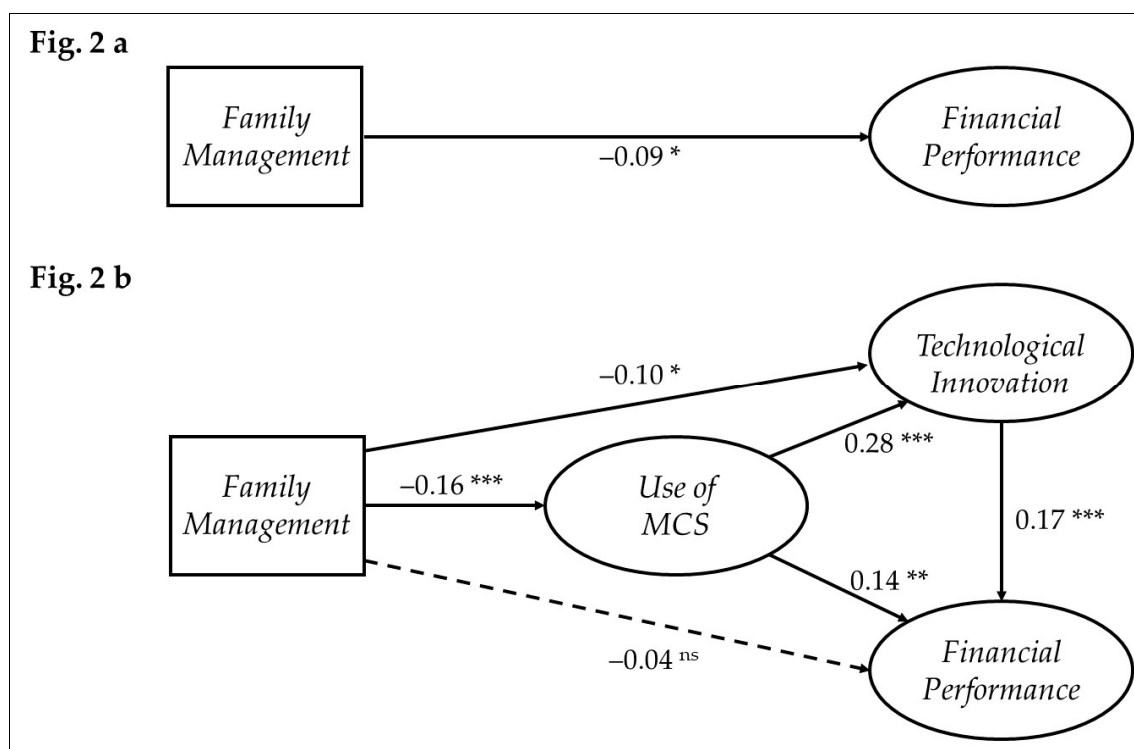 Fig. 2 a
Family
Management
–0.09 *
Financial
Performance
Fig. 2 b
Technological
Innovation
–0.10 *
0.28 ***
Family
Management
–0.16 ***
Use of
MCS
0.17 ***
0.14 **
–0.04 ns
Financial
Performance